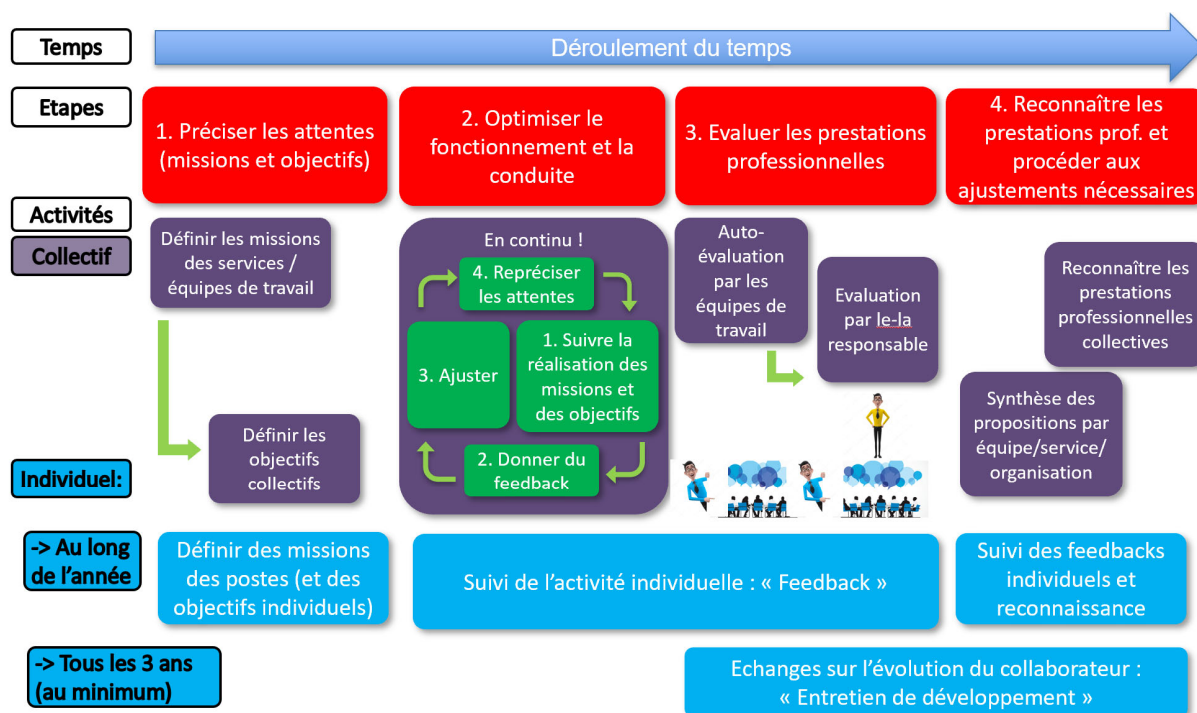 Temps
Déroulement du temps
Etapes
1. Préciser les attentes
(missions et objectifs)
2. Optimiser le
fonctionnement et la
conduite
3. Evaluer les prestations
professionnelles
4. Reconnaître les
prestations prof. et
procéder aux
ajustements nécessaires
Activités
Collectif
Définir les missions
des services /
équipes de travail
Définir les
objectifs
collectifs
En continu !
4. Repréciser
les attentes
1. Suivre la
réalisation des
missions et
des objectifs
3. Ajuster
2. Donner du
feedback
Auto-
évaluation
par les
équipes de
travail
Evaluation
par le-la
responsable
Reconnaître les
prestations
professionnelles
collectives
Synthèse des
propositions par
équipe/service/
organisation
Individuel:
-> Au long
de l'année
Définir des missions
des postes (et des
objectifs individuels)
Suivi de l'activité individuelle : « Feedback »
Suivi des feedbacks
individuels et
reconnaissance
-> Tous les 3 ans
(au minimum)
Echanges sur l'évolution du collaborateur :
« Entretien de développement »